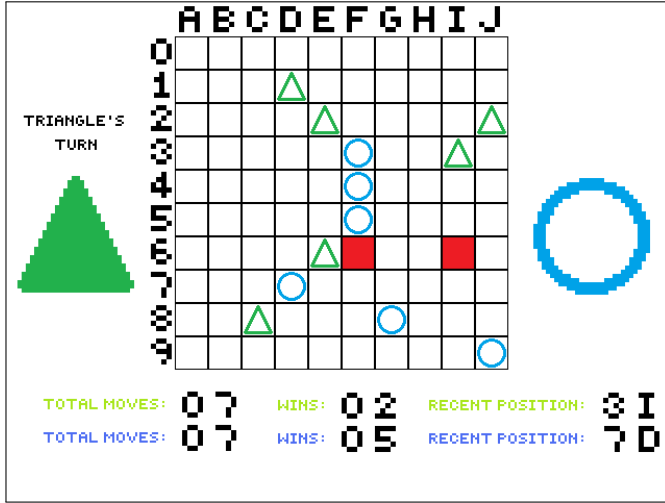 A B C D E F G H I J
0
1
TRIANGLE'S
TURN
2
3
4
5
6
7
8
9
TOTAL MOVES: 07 WINS: 02 RECENT POSITION: 3I
TOTAL MOVES: 07 WINS: 05 RECENT POSITION: 7D